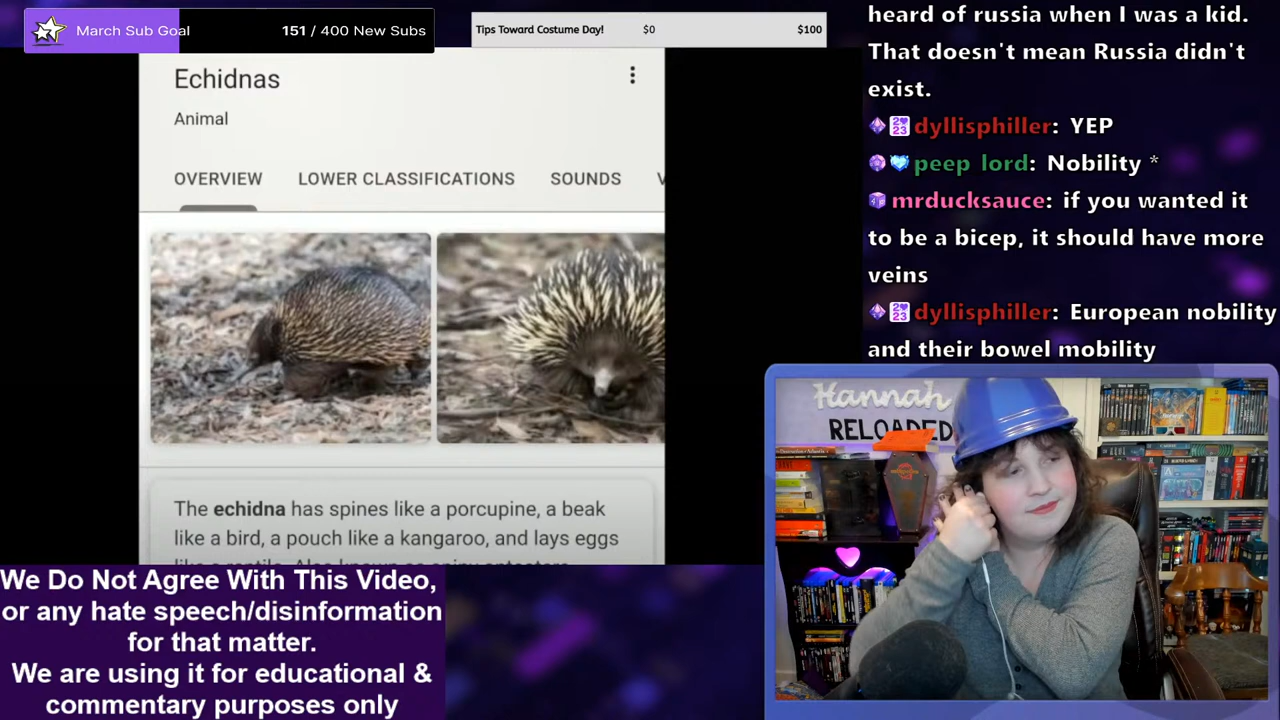 March Sub Goal 151 / 400 New Subs
Tips Toward Costume Day! $0 $100
Echidnas
Animal
OVERVIEW LOWER CLASSIFICATIONS SOUNDS
The echidna has spines like a porcupine, a beak
like a bird, a pouch like a kangaroo, and lays eggs
We Do Not Agree With This Video,
or any hate speech/disinformation
for that matter.
We are using it for educational &
commentary purposes only
heard of russia when I was a kid.
That doesn't mean Russia didn't
exist.
dyllisphiller: YEP
peep lord: Nobility *
mrducksauce: if you wanted it
to be a bicep, it should have more
veins
dyllisphiller: European nobility
and their bowel mobility
Hannah
RELOADED